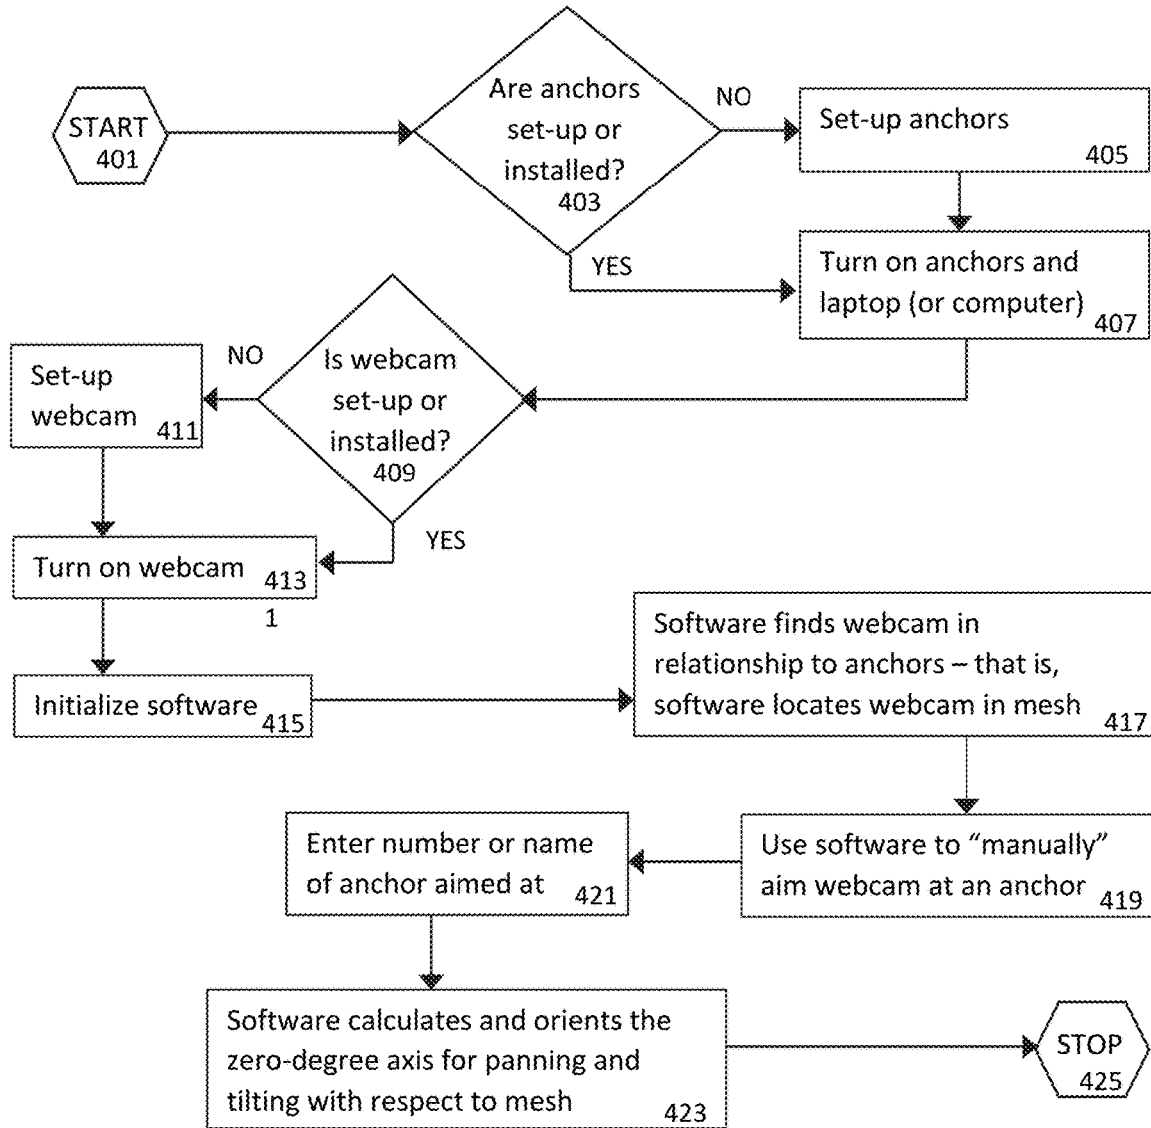 START
401
Are anchors
set-up or
installed?
403
NO
YES
Set-up anchors
405
Turn on anchors and
laptop (or computer)
407
Is webcam
set-up or
installed?
409
NO
YES
Set-up
webcam
411
Turn on webcam
413
1
Initialize software
415
Software finds webcam in
relationship to anchors – that is,
software locates webcam in mesh
417
Use software to “manually”
aim webcam at an anchor
419
Enter number or name
of anchor aimed at
421
Software calculates and orients the
zero-degree axis for panning and
tilting with respect to mesh
423
STOP
425